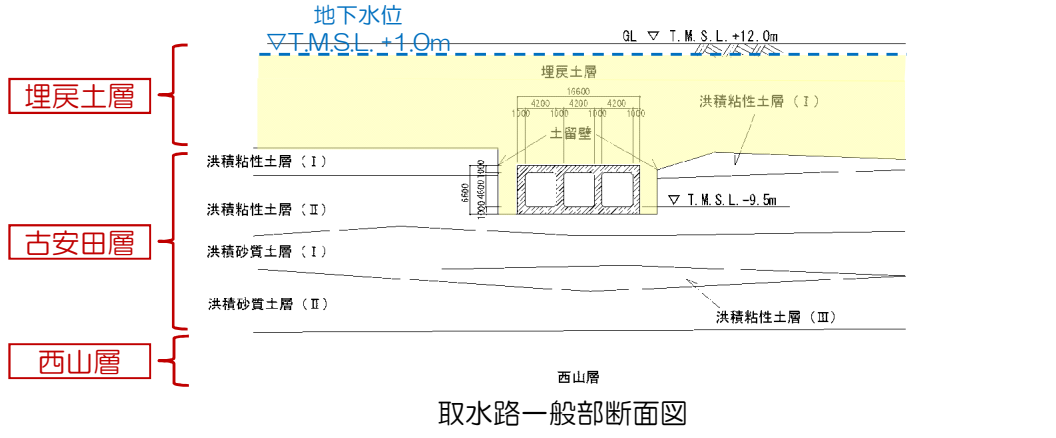 地下水位
▽T.M.S.L. +1.0m
GL ▽ T.M.S.L.+12.0m
埋戻土層
埋戻土層
16600
4200 4200 4200
1000 1000 1000 1000
洪積粘性土層（Ⅰ）
土留壁
洪積粘性土層（Ⅰ）
6600
1000 4600 1000
▽ T.M.S.L.-9.5m
洪積粘性土層（Ⅱ）
古安田層
洪積砂質土層（Ⅰ）
洪積砂質土層（Ⅱ）
洪積粘性土層（Ⅲ）
西山層
西山層
取水路一般部断面図